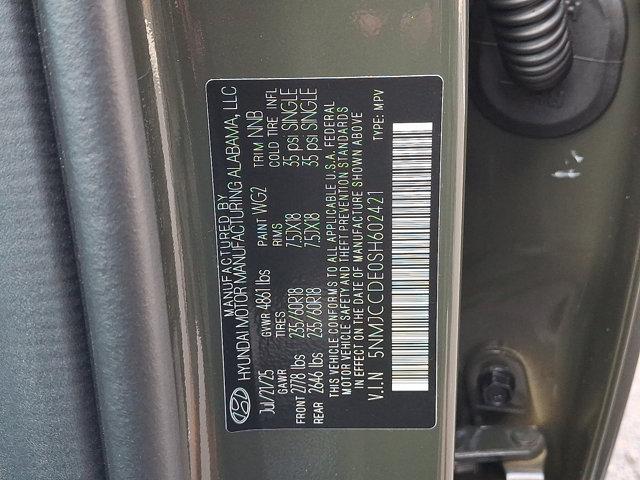 MANUFACTURED BY
HYUNDAI MOTOR MANUFACTURING ALABAMA, LLC
Jul/21/25 GVWR 4861 lbs PAINT WG2 TRIM NNB
GAWR TIRES RIMS COLD TIRE INFL
FRONT 2778 lbs 235/60R18 7.5JX18 35 psi SINGLE
REAR 2646 lbs 235/60R18 7.5JX18 35 psi SINGLE
THIS VEHICLE CONFORMS TO ALL APPLICABLE U.S.A. FEDERAL
MOTOR VEHICLE SAFETY AND THEFT PREVENTION STANDARDS
IN EFFECT ON THE DATE OF MANUFACTURE SHOWN ABOVE
V.I.N 5NMJCCDE0SH602421 TYPE: MPV